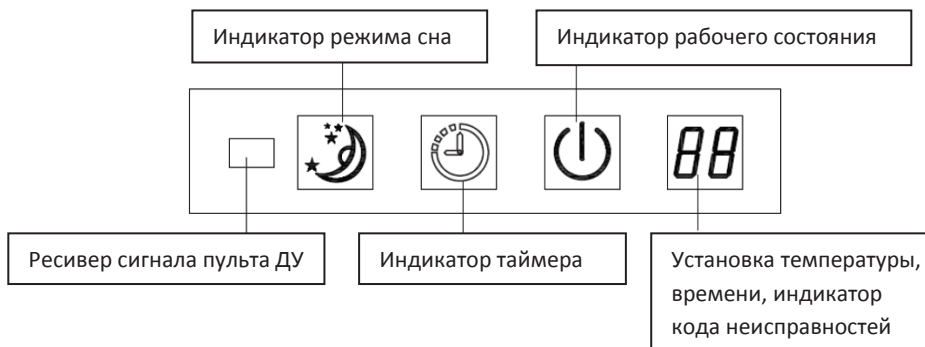 Индикатор режима сна
Индикатор рабочего состояния
88
Ресивер сигнала пульта ДУ
Индикатор таймера
Установка температуры,
времени, индикатор
кода неисправностей